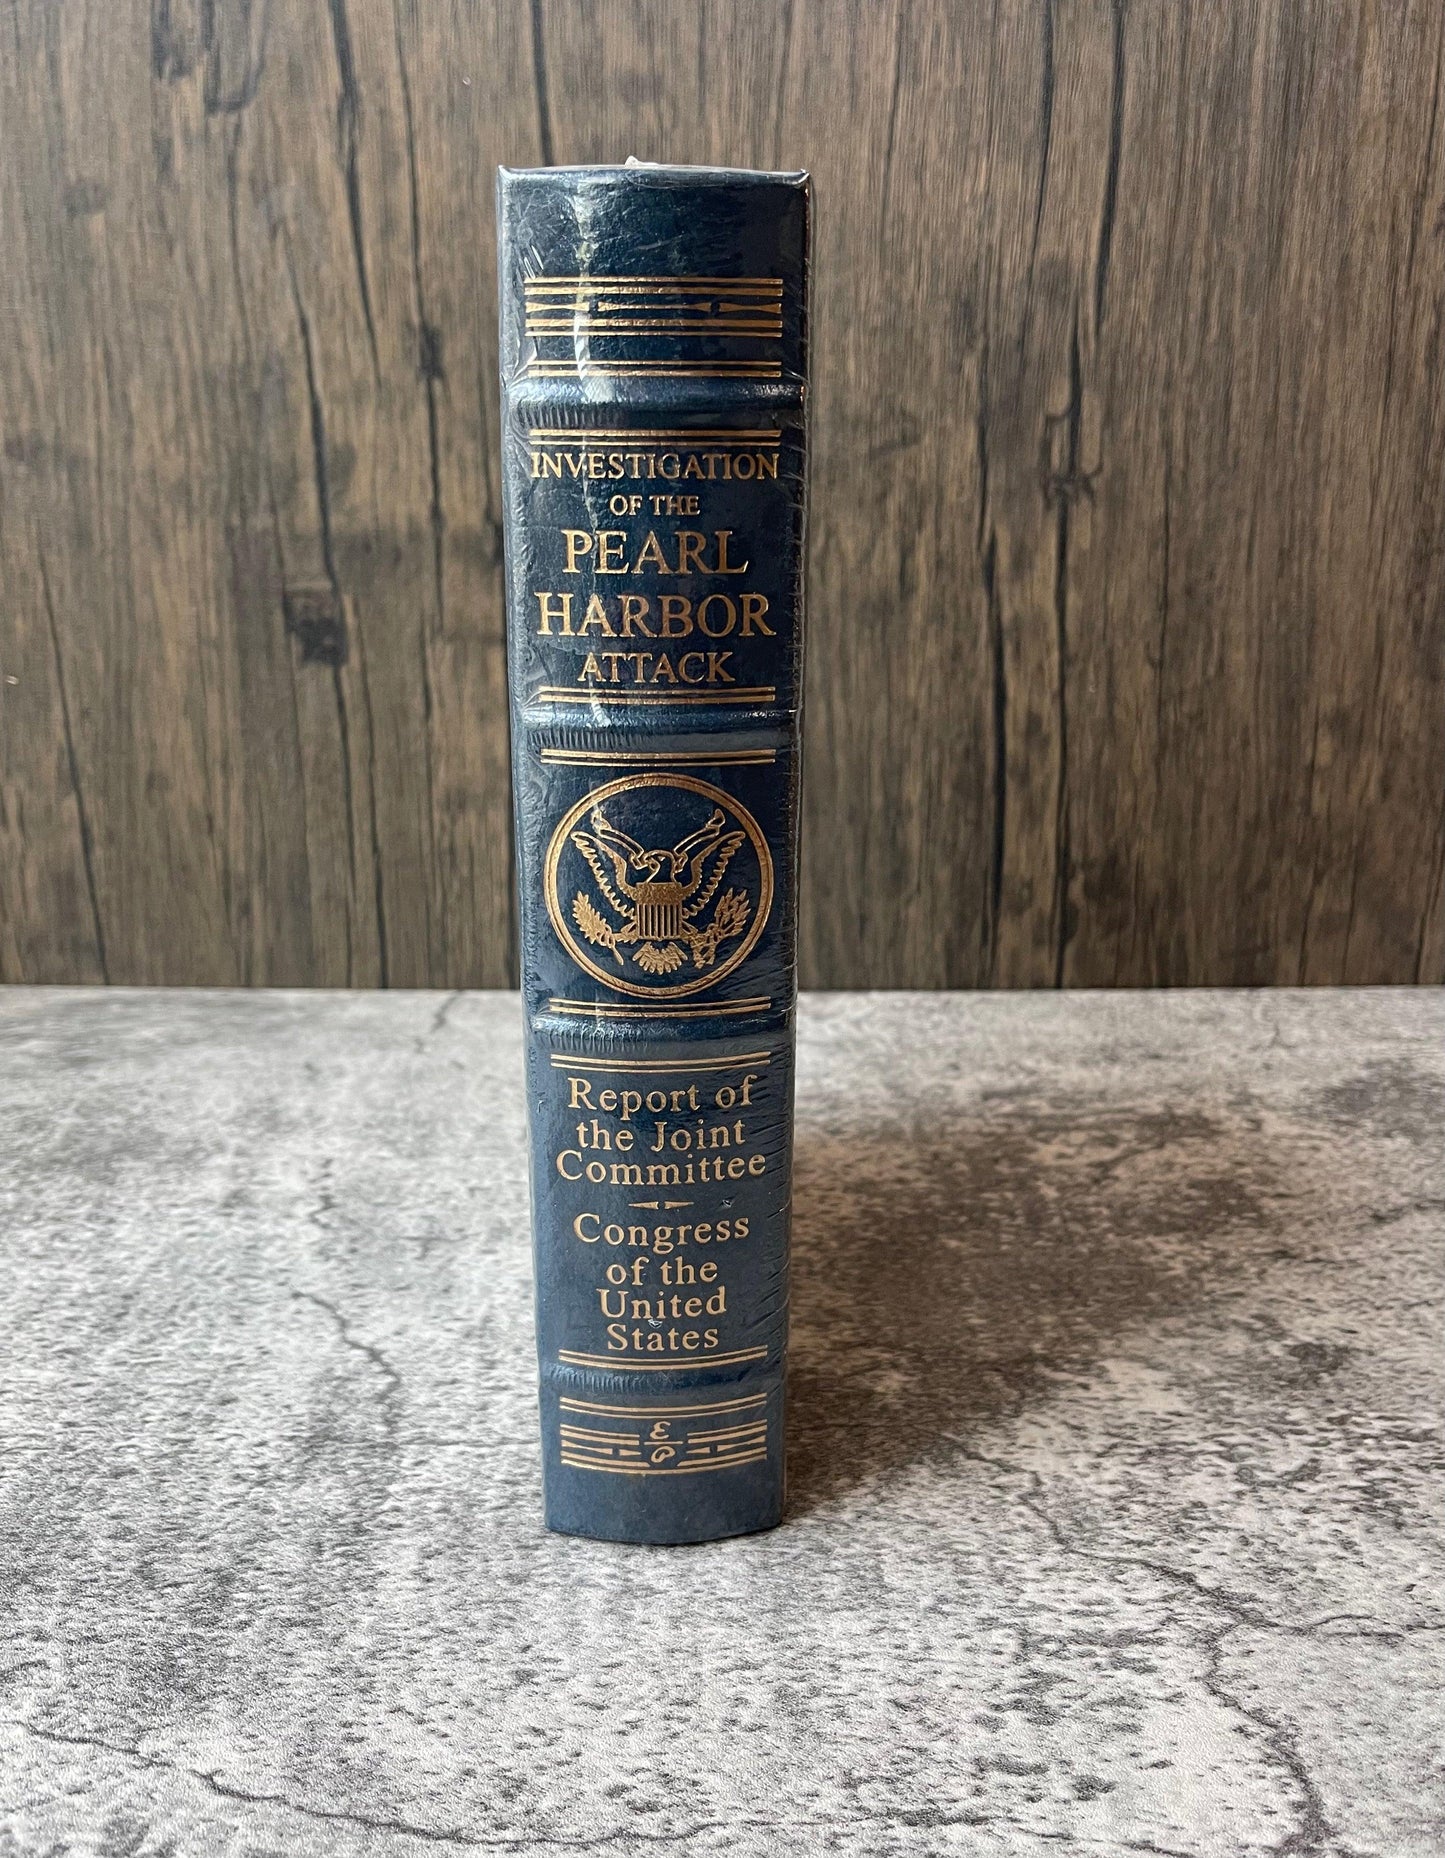 INVESTIGATION
OF THE
PEARL
HARBOR
ATTACK
Report of
the Joint
Committee
Congress
of the
United
States
E
P